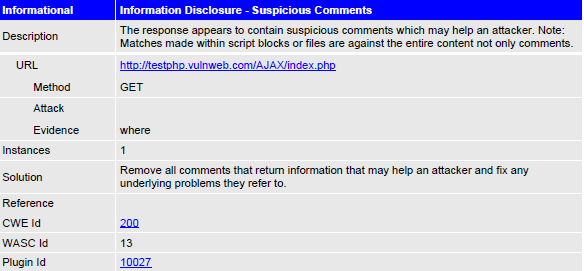 Informational Information Disclosure - Suspicious Comments
Description The response appears to contain suspicious comments which may help an attacker. Note:
Matches made within script blocks or files are against the entire content not only comments.
URL http://testphp.vulnweb.com/AJAX/index.php
Method GET
Attack
Evidence where
Instances 1
Solution Remove all comments that return information that may help an attacker and fix any
underlying problems they refer to.
Reference
CWE Id 200
WASC Id 13
Plugin Id 10027